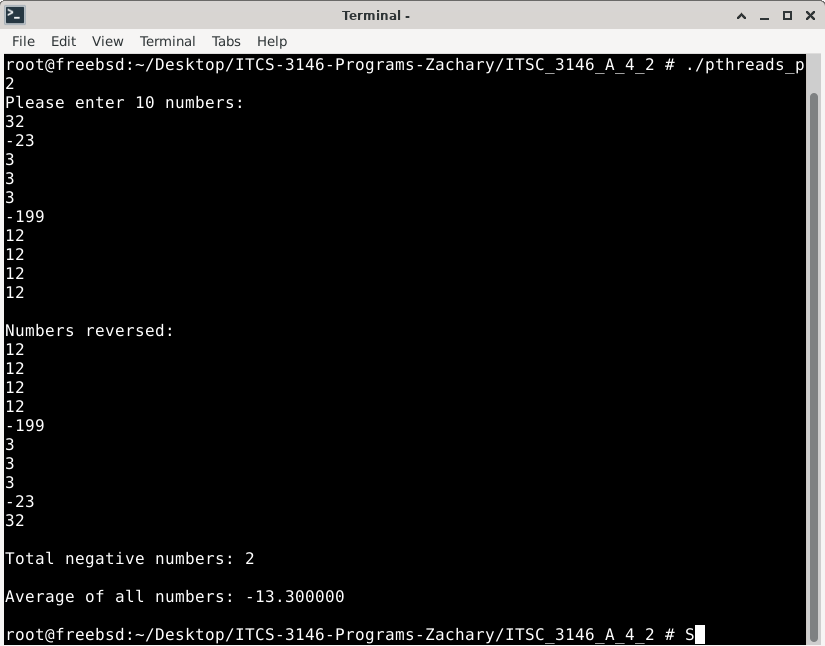 Terminal -
File Edit View Terminal Tabs Help
root@freebsd:~/Desktop/ITCS-3146-Programs-Zachary/ITSC_3146_A_4_2 # ./pthreads_p
2
Please enter 10 numbers:
32
-23
3
3
3
-199
12
12
12
12

Numbers reversed:
12
12
12
12
-199
3
3
3
-23
32

Total negative numbers: 2

Average of all numbers: -13.300000

root@freebsd:~/Desktop/ITCS-3146-Programs-Zachary/ITSC_3146_A_4_2 # S